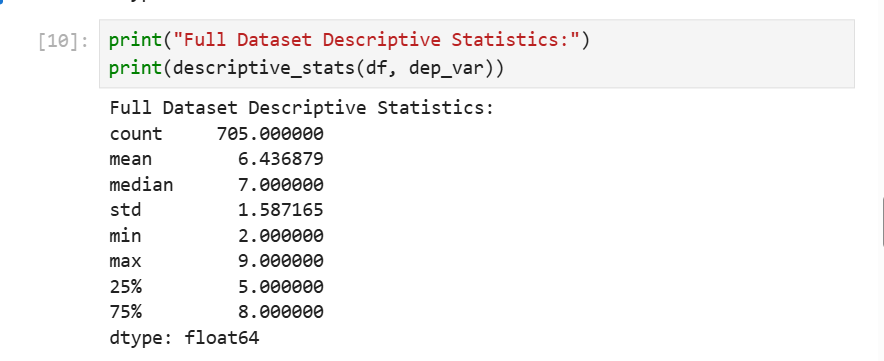 [10]: print("Full Dataset Descriptive Statistics:")
print(descriptive_stats(df, dep_var))
Full Dataset Descriptive Statistics:
count     705.000000
mean        6.436879
median      7.000000
std         1.587165
min         2.000000
max         9.000000
25%         5.000000
75%         8.000000
dtype: float64